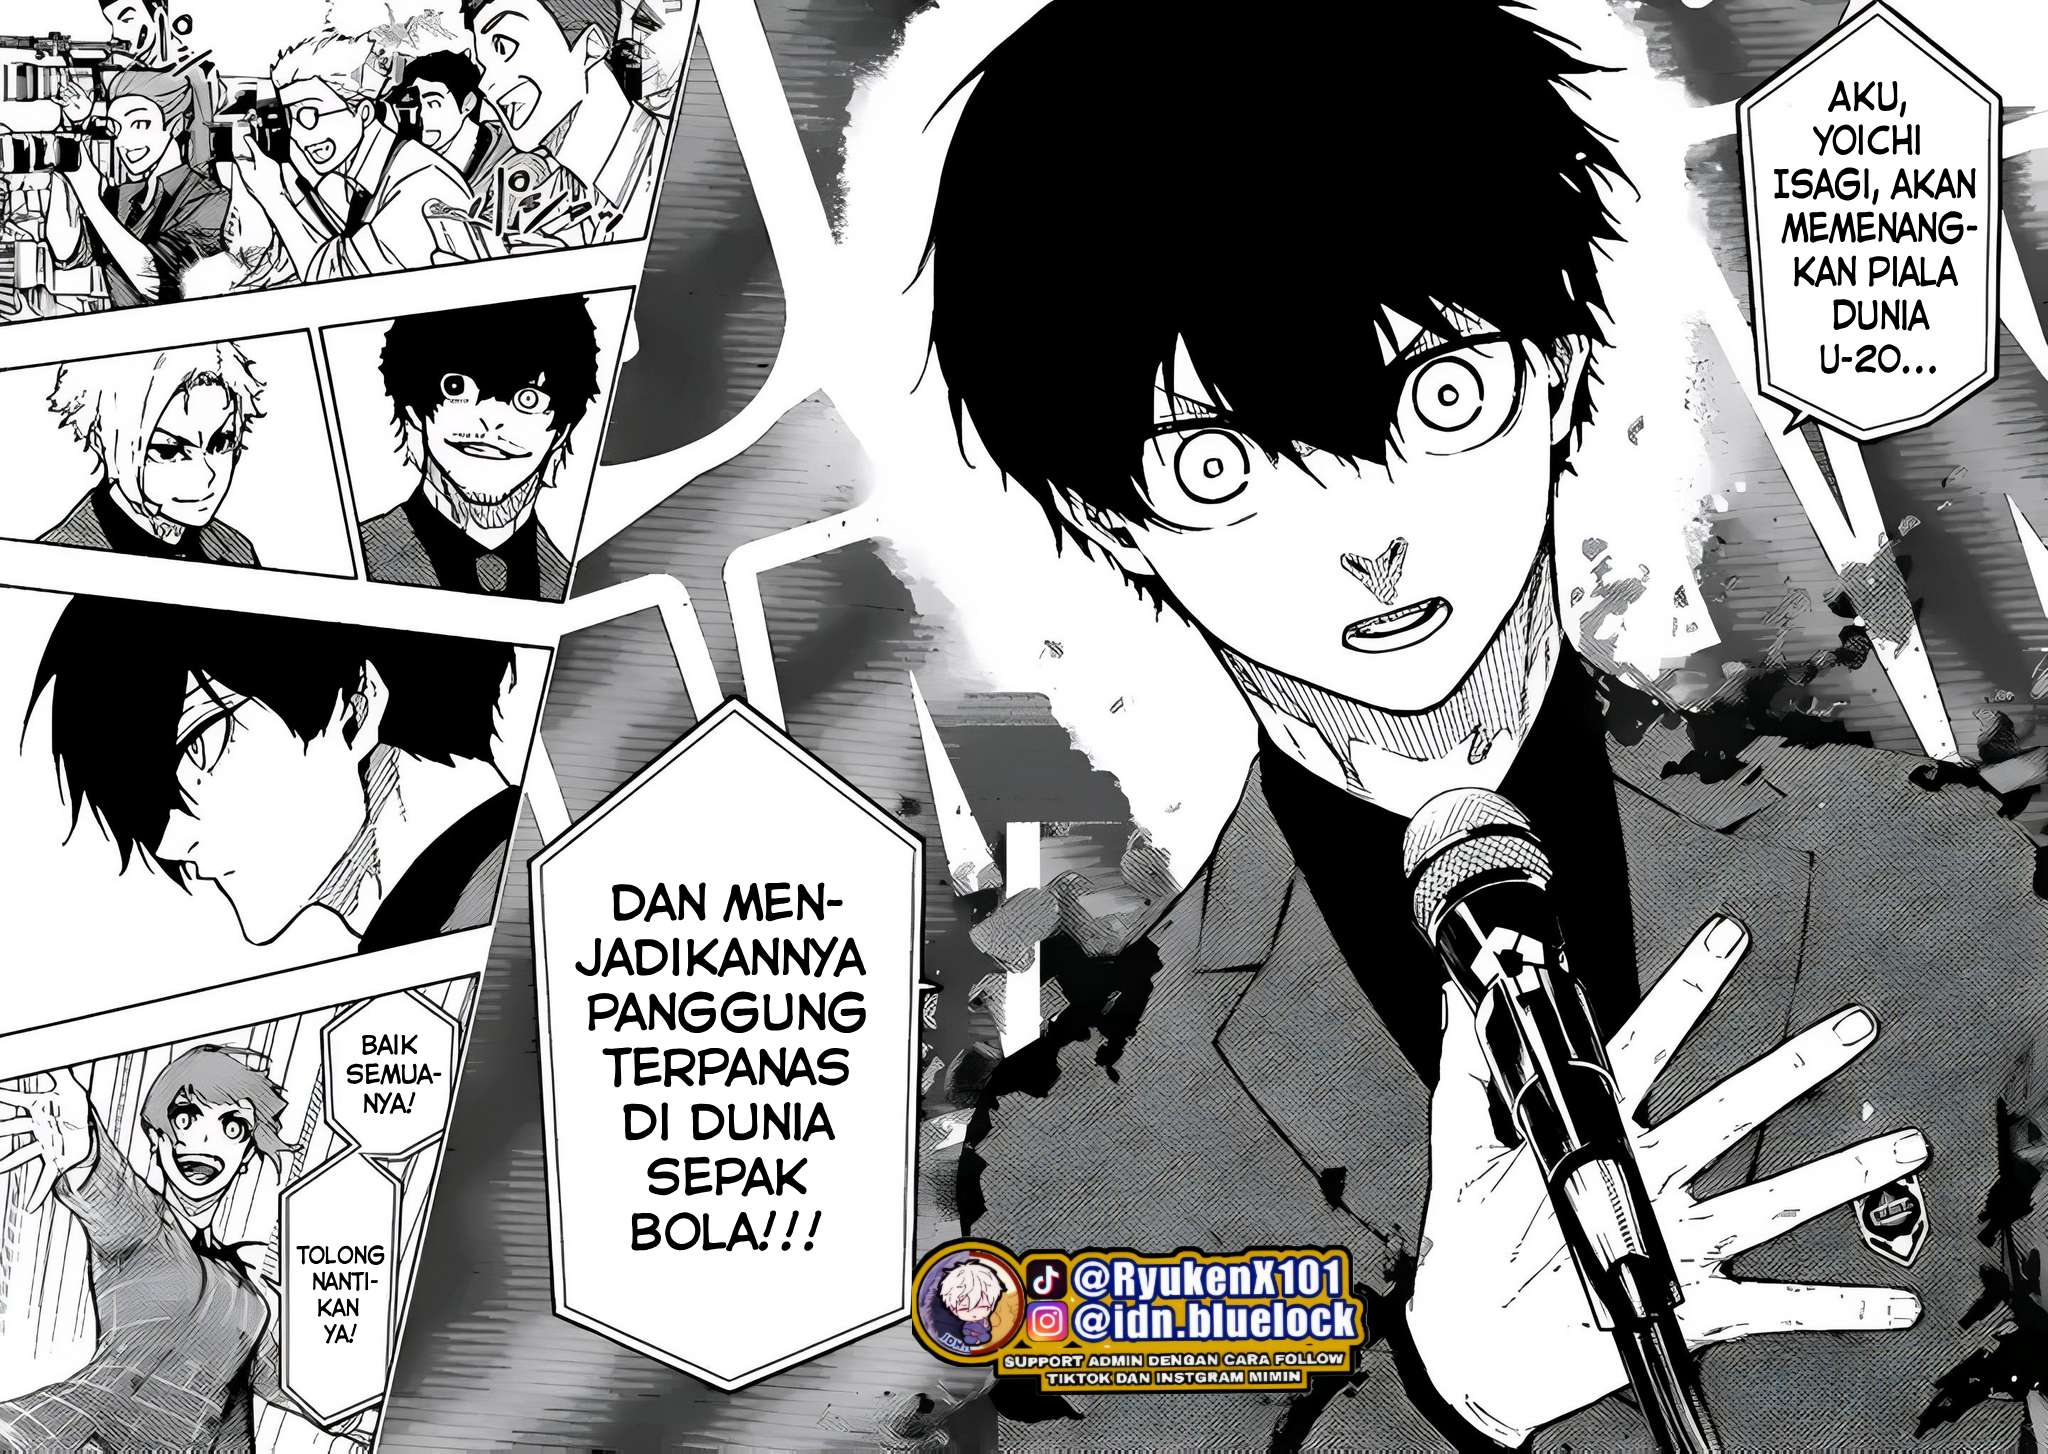 AKU,
YOICHI
ISAGI, AKAN
MEMENANG-
KAN PIALA
DUNIA
U-20...
DAN MEN-
JADIKANNYA
PANGGUNG
TERPANAS
DI DUNIA
SEPAK
BOLA!!!
BAIK
SEMUA-
NYA!
TOLONG
NANTI-
KAN
YA!
@RyukenX101
@idn.bluelock
SUPPORT ADMIN DENGAN CARA FOLLOW
TIKTOK DAN INSTGRAM MIMIN